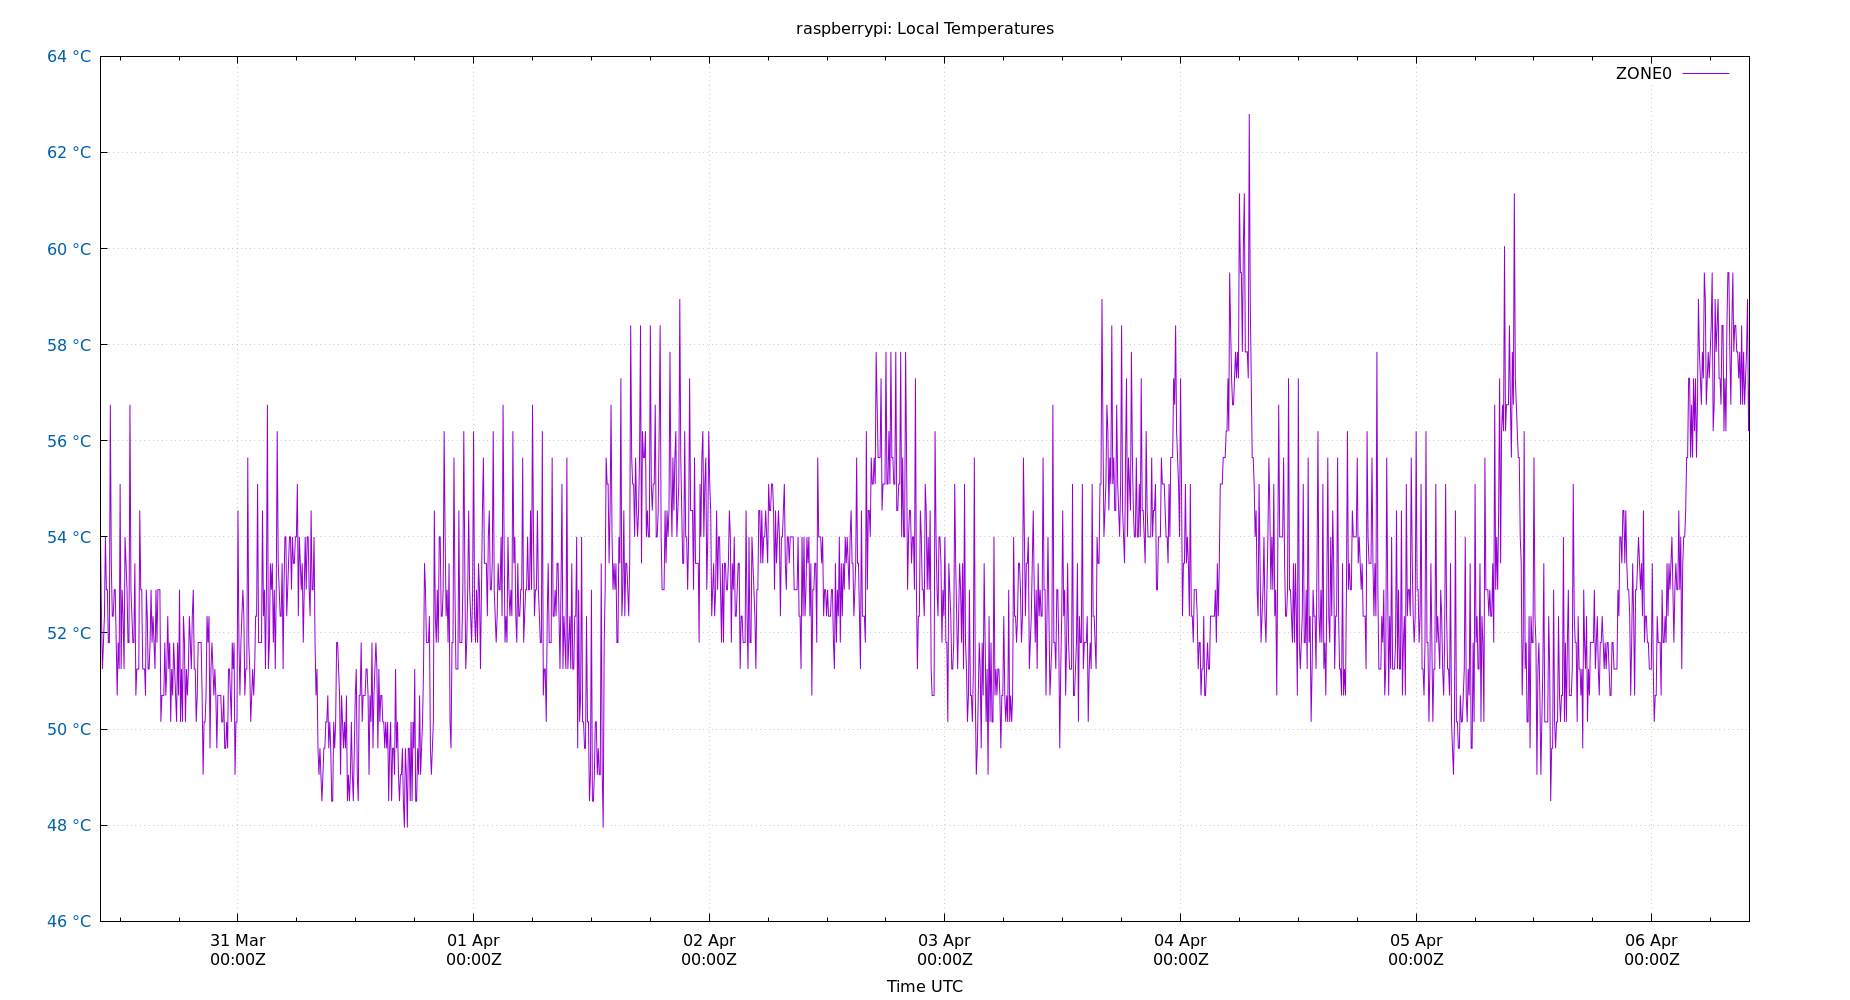 raspberrypi: Local Temperatures
ZONE0
64 °C
62 °C
60 °C
58 °C
56 °C
54 °C
52 °C
50 °C
48 °C
46 °C
31 Mar 01 Apr 02 Apr 03 Apr 04 Apr 05 Apr 06 Apr
00:00Z 00:00Z 00:00Z 00:00Z 00:00Z 00:00Z 00:00Z
Time UTC